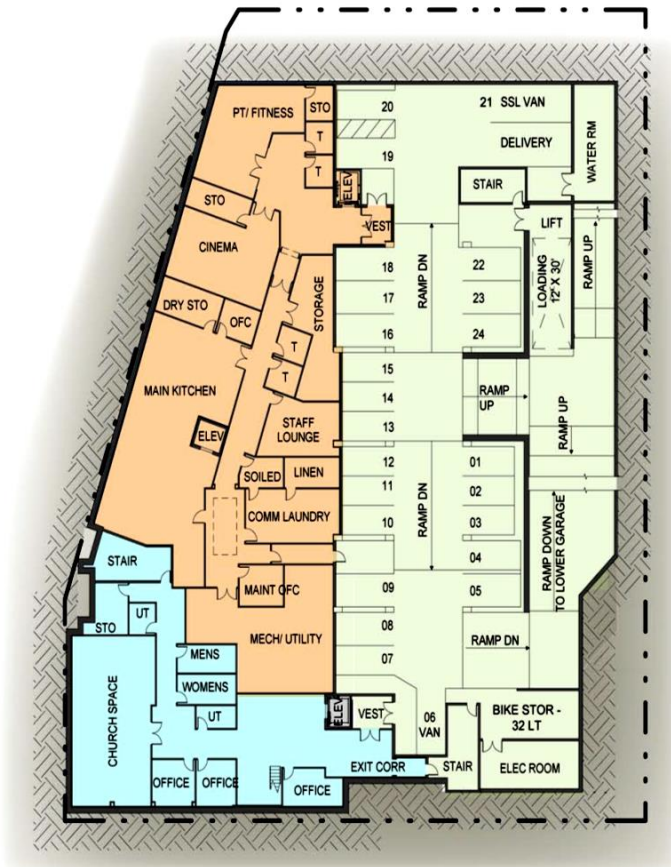 PT/ FITNESS
STO
T
T
ELEV
VEST
STO
CINEMA
DRY STO
OFC
STORAGE
T
T
MAIN KITCHEN
ELEV
STAFF
LOUNGE
SOILED
LINEN
COMM LAUNDRY
MAINT OFC
MECH/ UTILITY
20
19
21 SSL VAN
DELIVERY
WATER RM
STAIR
LIFT
LOADING
12' X 30'
RAMP UP
18
17
16
RAMP DN
22
23
24
15
14
13
RAMP
UP
RAMP UP
12
11
10
RAMP DN
01
02
03
04
05
RAMP DOWN
TO LOWER GARAGE
09
08
07
RAMP DN
06
VAN
BIKE STOR -
32 LT
ELEC ROOM
STAIR
STAIR
STO
UT
MENS
WOMENS
UT
CHURCH SPACE
OFFICE
OFFICE
OFFICE
ELEV
VEST
EXIT CORR